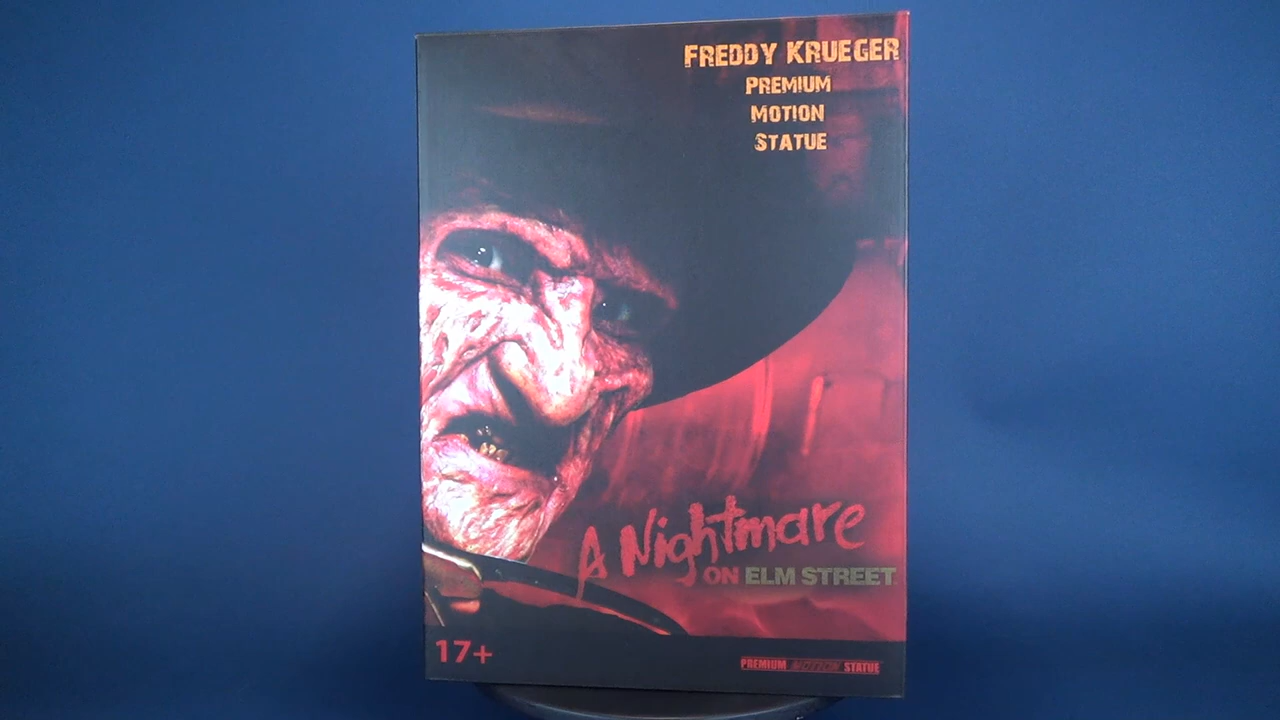 FREDDY KRUEGER
PREMIUM
MOTION
STATUE
A Nightmare
ON ELM STREET
17+
PREMIUM MOTION STATUE